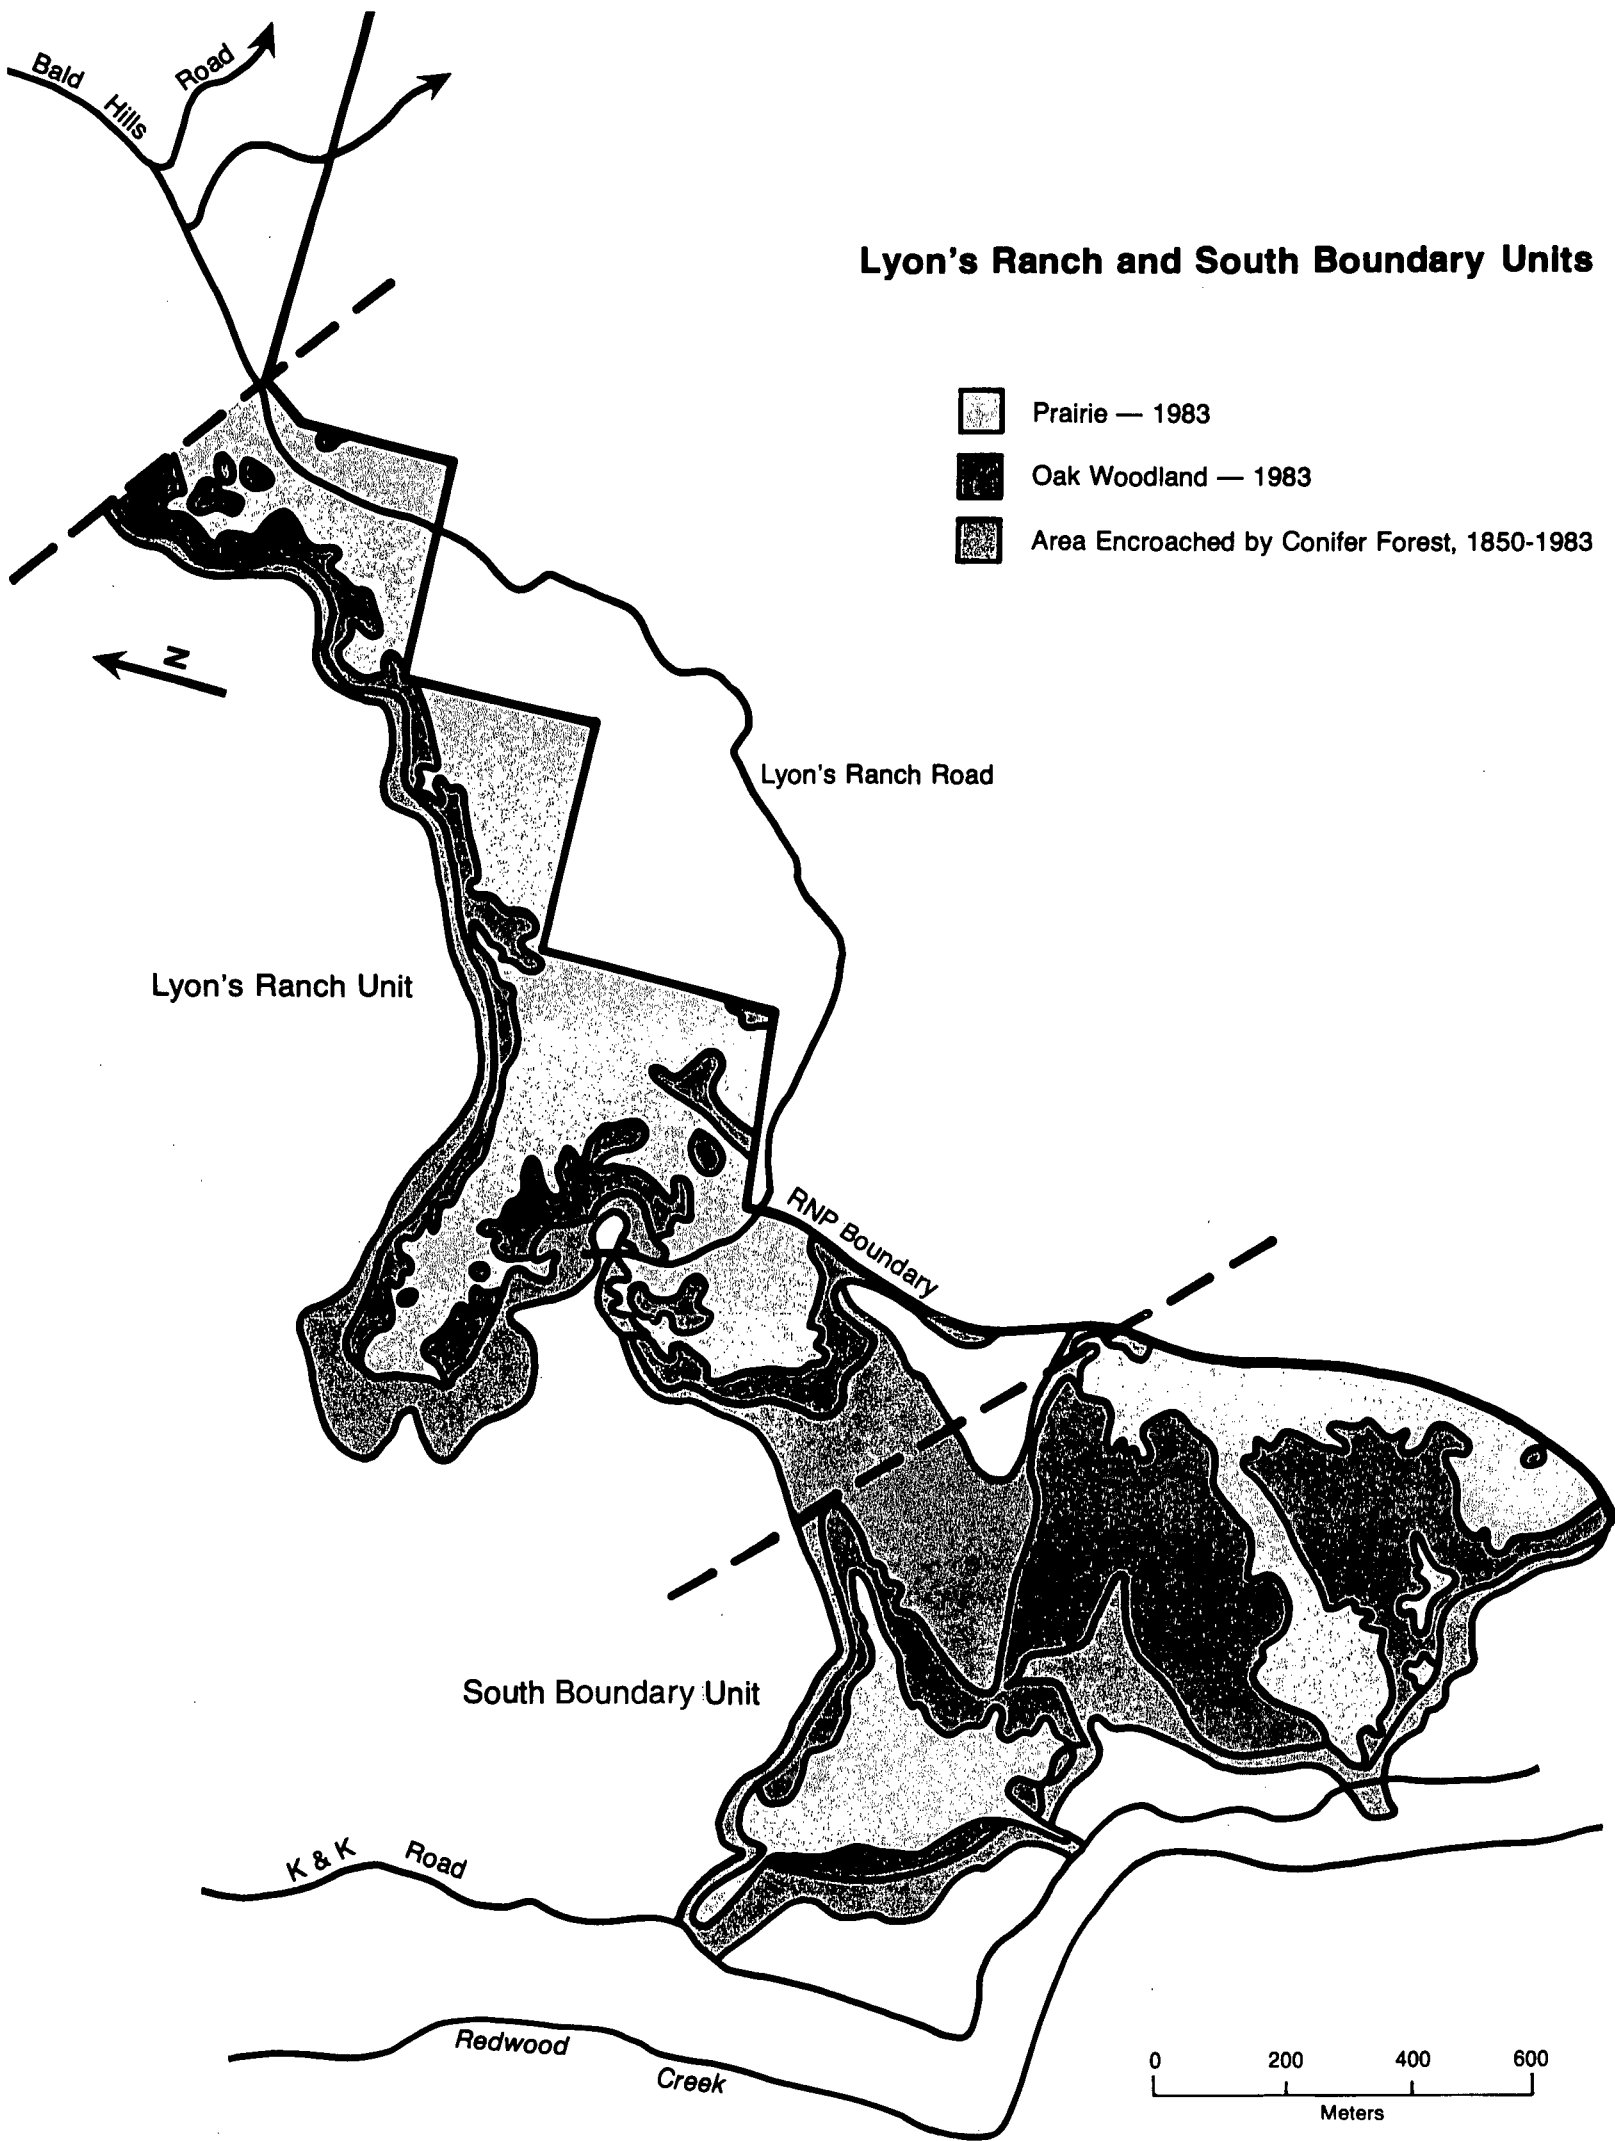 Bald Hills Road
Lyon's Ranch and South Boundary Units
Prairie — 1983
Oak Woodland — 1983
Area Encroached by Conifer Forest, 1850-1983
N
Lyon's Ranch Road
Lyon's Ranch Unit
RNP Boundary
South Boundary Unit
K & K Road
Redwood Creek
0 200 400 600
Meters